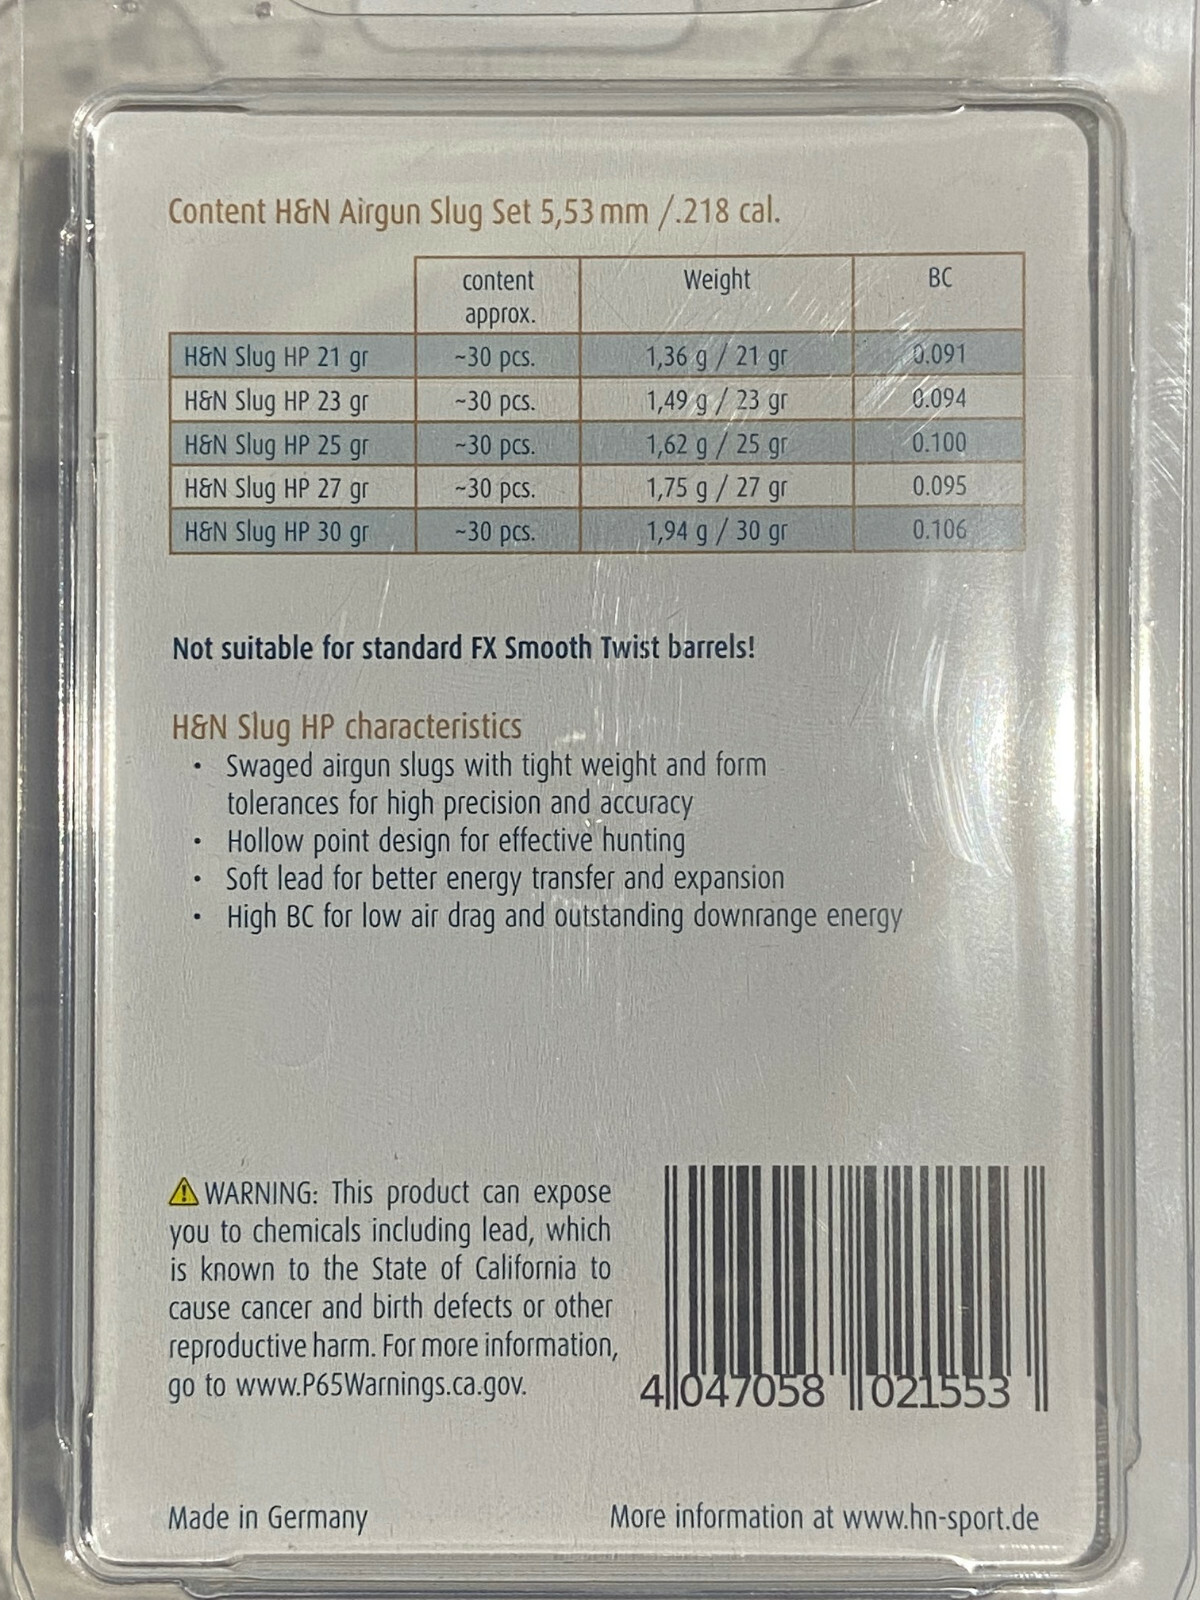 Content H&N Airgun Slug Set 5,53 mm /.218 cal.
content approx. Weight BC
H&N Slug HP 21 gr ~30 pcs. 1,36 g / 21 gr 0.091
H&N Slug HP 23 gr ~30 pcs. 1,49 g / 23 gr 0.094
H&N Slug HP 25 gr ~30 pcs. 1,62 g / 25 gr 0.100
H&N Slug HP 27 gr ~30 pcs. 1,75 g / 27 gr 0.095
H&N Slug HP 30 gr ~30 pcs. 1,94 g / 30 gr 0.106
Not suitable for standard FX Smooth Twist barrels!
H&N Slug HP characteristics
• Swaged airgun slugs with tight weight and form
tolerances for high precision and accuracy
• Hollow point design for effective hunting
• Soft lead for better energy transfer and expansion
• High BC for low air drag and outstanding downrange energy
WARNING: This product can expose
you to chemicals including lead, which
is known to the State of California to
cause cancer and birth defects or other
reproductive harm. For more information,
go to www.P65Warnings.ca.gov.
4 047058 021553
Made in Germany
More information at www.hn-sport.de